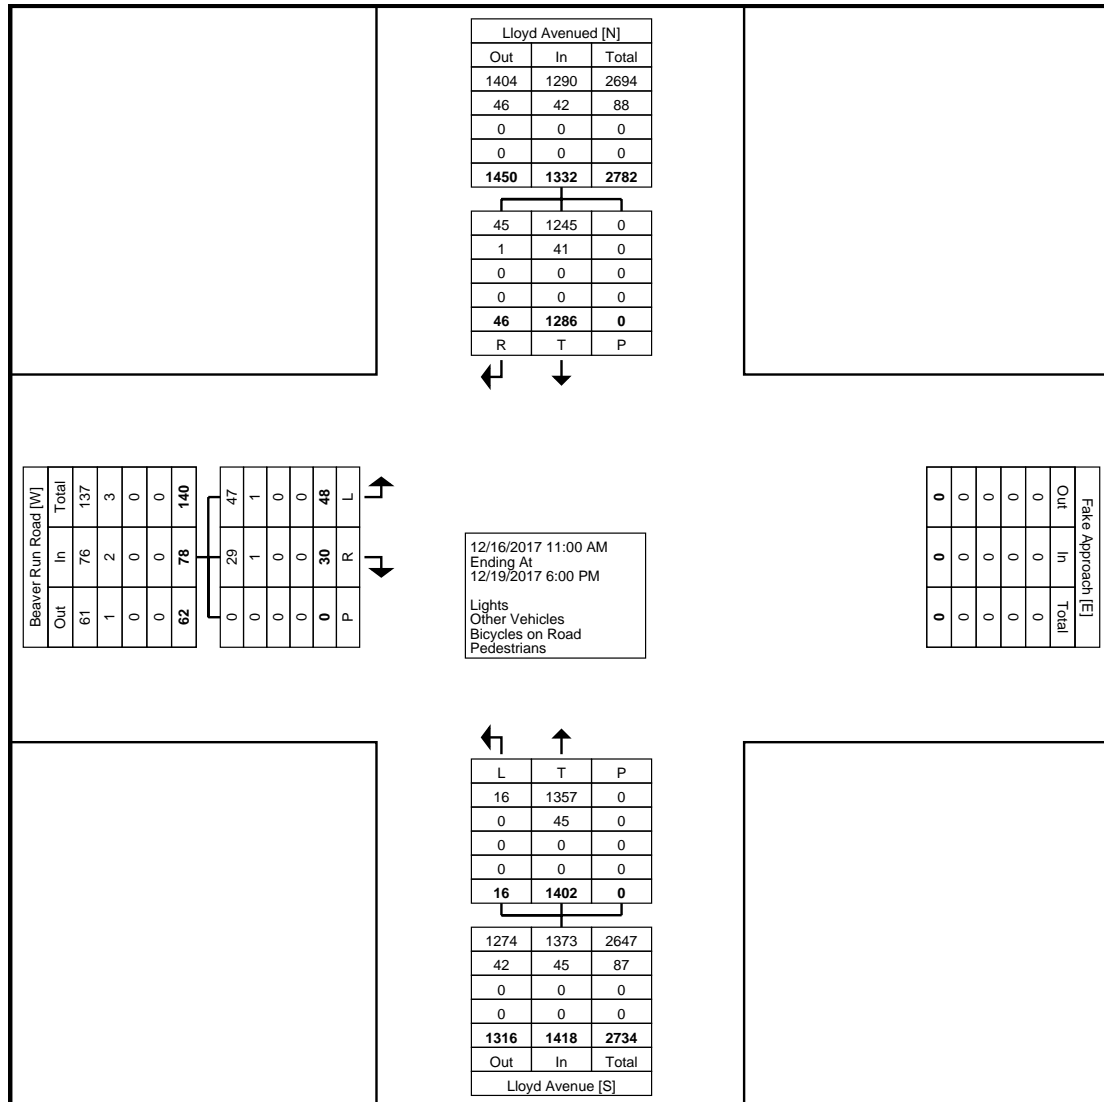 Lloyd Avenued [N]
Out In Total
1404 1290 2694
46 42 88
0 0 0
0 0 0
1450 1332 2782
45 1245 0
1 41 0
0 0 0
0 0 0
46 1286 0
R T P
Beaver Run Road [W]
Out In Total
61 76 137
1 2 3
0 0 0
0 0 0
62 78 140
0 29 47
0 1 1
0 0 0
0 0 0
0 30 48
P R L
12/16/2017 11:00 AM
Ending At
12/19/2017 6:00 PM
Lights
Other Vehicles
Bicycles on Road
Pedestrians
Fake Approach [E]
Out In Total
0 0 0
0 0 0
0 0 0
0 0 0
0 0 0
L T P
16 1357 0
0 45 0
0 0 0
0 0 0
16 1402 0
1274 1373 2647
42 45 87
0 0 0
0 0 0
1316 1418 2734
Out In Total
Lloyd Avenue [S]